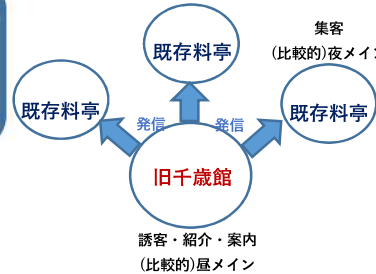 集客
(比較的)夜メイン
既存料亭
既存料亭
既存料亭
発信
発信
旧千歳館
誘客・紹介・案内
(比較的)昼メイン